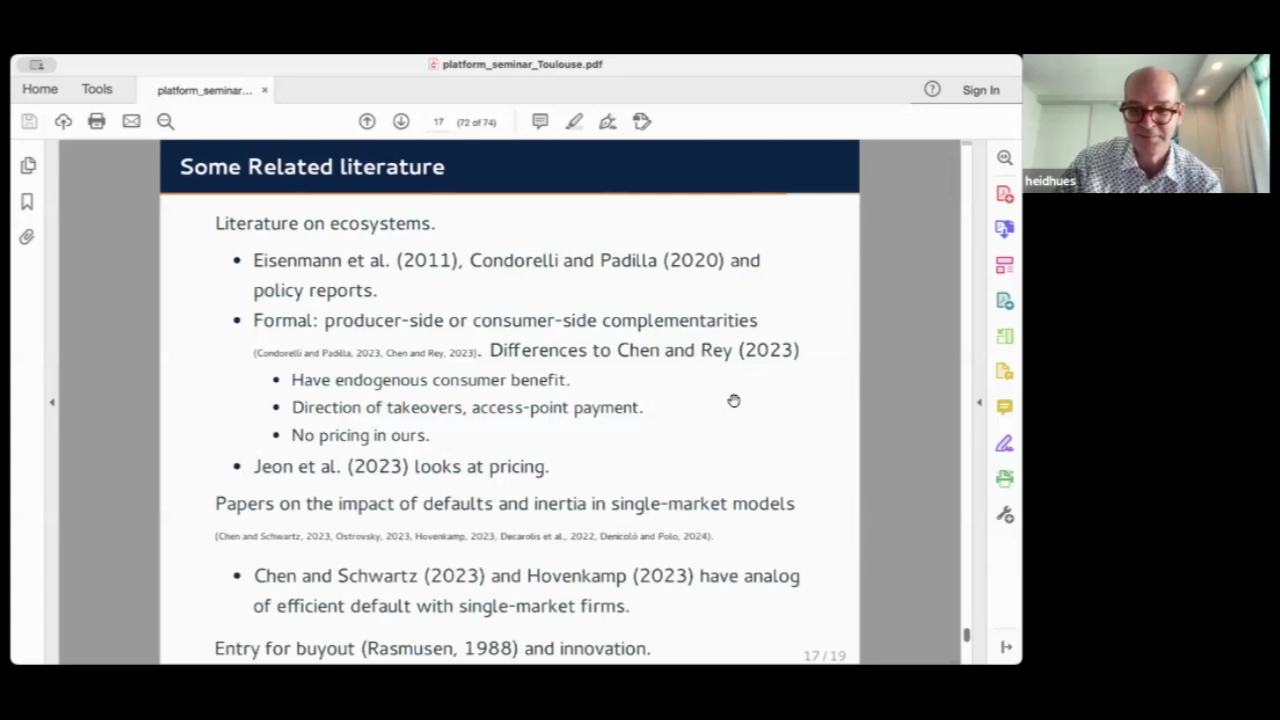 platform_seminar_Toulouse.pdf
Home Tools platform_seminar... × Sign In
17 (72 of 74)
Some Related literature
Literature on ecosystems.
• Eisenmann et al. (2011), Condorelli and Padilla (2020) and
policy reports.
• Formal: producer-side or consumer-side complementarities
(Condorelli and Padilla, 2023, Chen and Rey, 2023). Differences to Chen and Rey (2023)
• Have endogenous consumer benefit.
• Direction of takeovers, access-point payment.
• No pricing in ours.
• Jeon et al. (2023) looks at pricing.
Papers on the impact of defaults and inertia in single-market models
(Chen and Schwartz, 2023, Ostrovsky, 2023, Hovenkamp, 2023, Decarolis et al., 2022, Denicolò and Polo, 2024).
• Chen and Schwartz (2023) and Hovenkamp (2023) have analog
of efficient default with single-market firms.
Entry for buyout (Rasmusen, 1988) and innovation.
17/19
heidhues